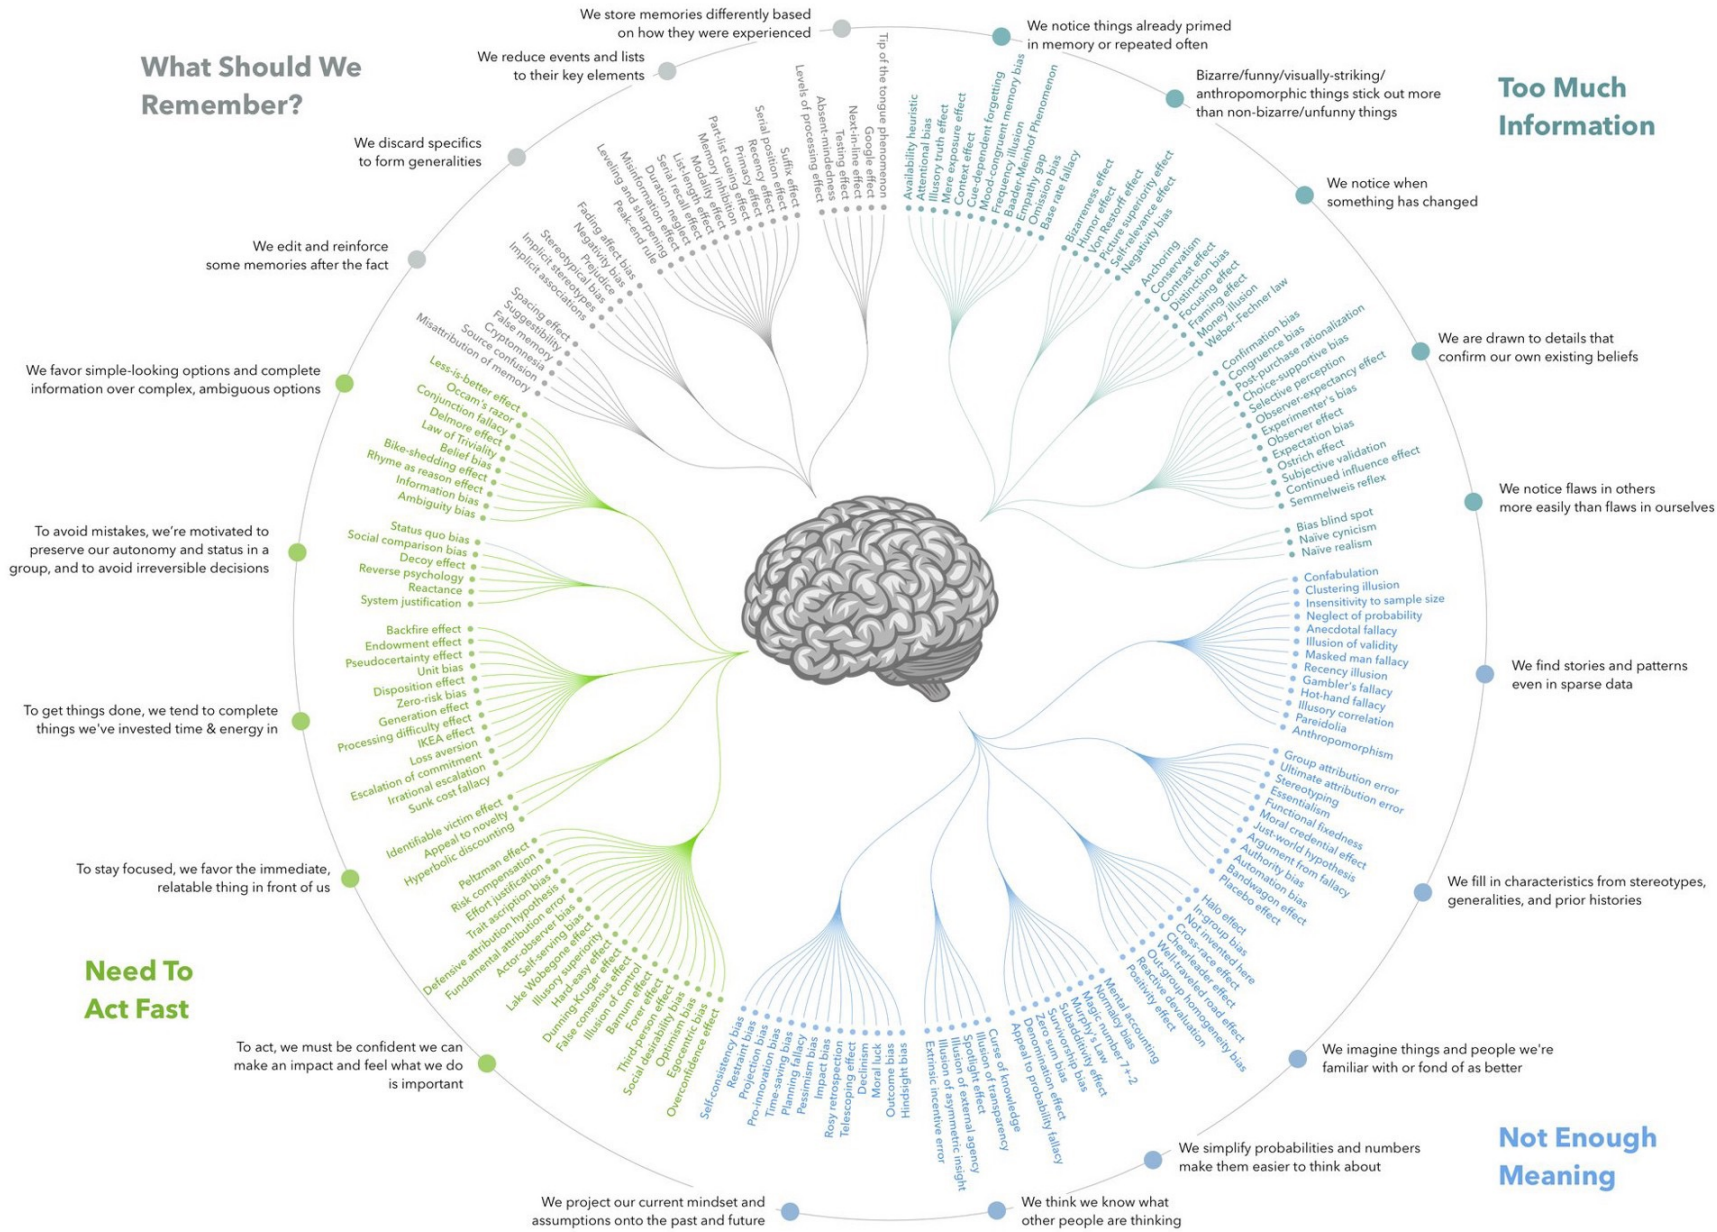 What Should We
Remember?
We store memories differently based
on how they were experienced
We reduce events and lists
to their key elements
We discard specifics
to form generalities
We edit and reinforce
some memories after the fact
Tip of the tongue phenomenon
Google effect
Next-in-line effect
Testing effect
Absent-mindedness
Levels of processing effect
Suffix effect
Serial position effect
Recency effect
Primacy effect
Part-list cueing effect
Memory inhibition
Modality effect
List-length effect
Serial recall effect
Duration neglect
Misinformation effect
Leveling and sharpening
Peak-end rule
Fading affect bias
Negativity bias
Prejudice
Stereotypical bias
Implicit stereotypes
Implicit associations
Spacing effect
Suggestibility
False memory
Cryptomnesia
Source confusion
Misattribution of memory
Too Much
Information
We notice things already primed
in memory or repeated often
Bizarre/funny/visually-striking/
anthropomorphic things stick out more
than non-bizarre/unfunny things
We notice when
something has changed
We are drawn to details that
confirm our own existing beliefs
We notice flaws in others
more easily than flaws in ourselves
Availability heuristic
Attentional bias
Illusory truth effect
Mere exposure effect
Context effect
Cue-dependent forgetting
Mood-congruent memory bias
Frequency illusion
Baader-Meinhof Phenomenon
Empathy gap
Omission bias
Base rate fallacy
Bizarreness effect
Humor effect
Von Restorff effect
Picture superiority effect
Self-relevance effect
Negativity bias
Anchoring
Conservatism
Contrast effect
Distinction bias
Focusing effect
Framing effect
Money illusion
Weber-Fechner law
Confirmation bias
Congruence bias
Post-purchase rationalization
Choice-supportive bias
Selective perception
Observer-expectancy effect
Experimenter's bias
Observer effect
Expectation bias
Ostrich effect
Subjective validation
Continued influence effect
Semmelweis reflex
Bias blind spot
Naïve cynicism
Naïve realism
We find stories and patterns
even in sparse data
We fill in characteristics from stereotypes,
generalities, and prior histories
We imagine things and people we're
familiar with or fond of as better
We simplify probabilities and numbers
make them easier to think about
We think we know what
other people are thinking
We project our current mindset and
assumptions onto the past and future
Not Enough
Meaning
Confabulation
Clustering illusion
Insensitivity to sample size
Neglect of probability
Anecdotal fallacy
Illusion of validity
Masked man fallacy
Recency illusion
Gambler's fallacy
Hot-hand fallacy
Illusory correlation
Pareidolia
Anthropomorphism
Group attribution error
Ultimate attribution error
Stereotyping
Essentialism
Functional fixedness
Moral credential effect
Just-world hypothesis
Argument from fallacy
Authority bias
Automation bias
Bandwagon effect
Placebo effect
Halo effect
In-group bias
Not invented here
Cross-race effect
Cheerleader effect
Well-traveled road effect
Out-group homogeneity bias
Reactive devaluation
Positivity effect
Mental accounting
Normalcy bias
Magic number 7+-2
Murphy's Law
Subadditivity effect
Survivorship bias
Zero sum bias
Denomination effect
Appeal to probability fallacy
Curse of knowledge
Illusion of transparency
Spotlight effect
Illusion of external agency
Illusion of asymmetric insight
Extrinsic incentive error
Hindsight bias
Outcome bias
Moral luck
Declinism
Telescoping effect
Rosy retrospection
Impact bias
Pessimism bias
Planning fallacy
Time-saving bias
Pro-innovation bias
Projection bias
Restraint bias
Self-consistency bias
We favor simple-looking options and complete
information over complex, ambiguous options
To avoid mistakes, we're motivated to
preserve our autonomy and status in a
group, and to avoid irreversible decisions
To get things done, we tend to complete
things we've invested time & energy in
To stay focused, we favor the immediate,
relatable thing in front of us
To act, we must be confident we can
make an impact and feel what we do
is important
Need To
Act Fast
Less-is-better effect
Occam's razor
Conjunction fallacy
Delmore effect
Law of Triviality
Belief bias
Bike-shedding effect
Rhyme as reason effect
Information bias
Ambiguity bias
Status quo bias
Social comparison bias
Decoy effect
Reverse psychology
Reactance
System justification
Backfire effect
Endowment effect
Pseudocertainty effect
Unit bias
Disposition effect
Zero-risk bias
Generation effect
Processing difficulty effect
IKEA effect
Loss aversion
Escalation of commitment
Irrational escalation
Sunk cost fallacy
Identifiable victim effect
Appeal to novelty
Hyperbolic discounting
Peltzman effect
Risk compensation
Effort justification
Trait ascription bias
Defensive attribution hypothesis
Fundamental attribution error
Actor-observer bias
Self-serving bias
Lake Wobegone effect
Illusory superiority
Hard-easy effect
Dunning-Kruger effect
False consensus effect
Illusion of control
Barnum effect
Forer effect
Third-person effect
Social desirability bias
Optimism bias
Egocentric bias
Overconfidence effect